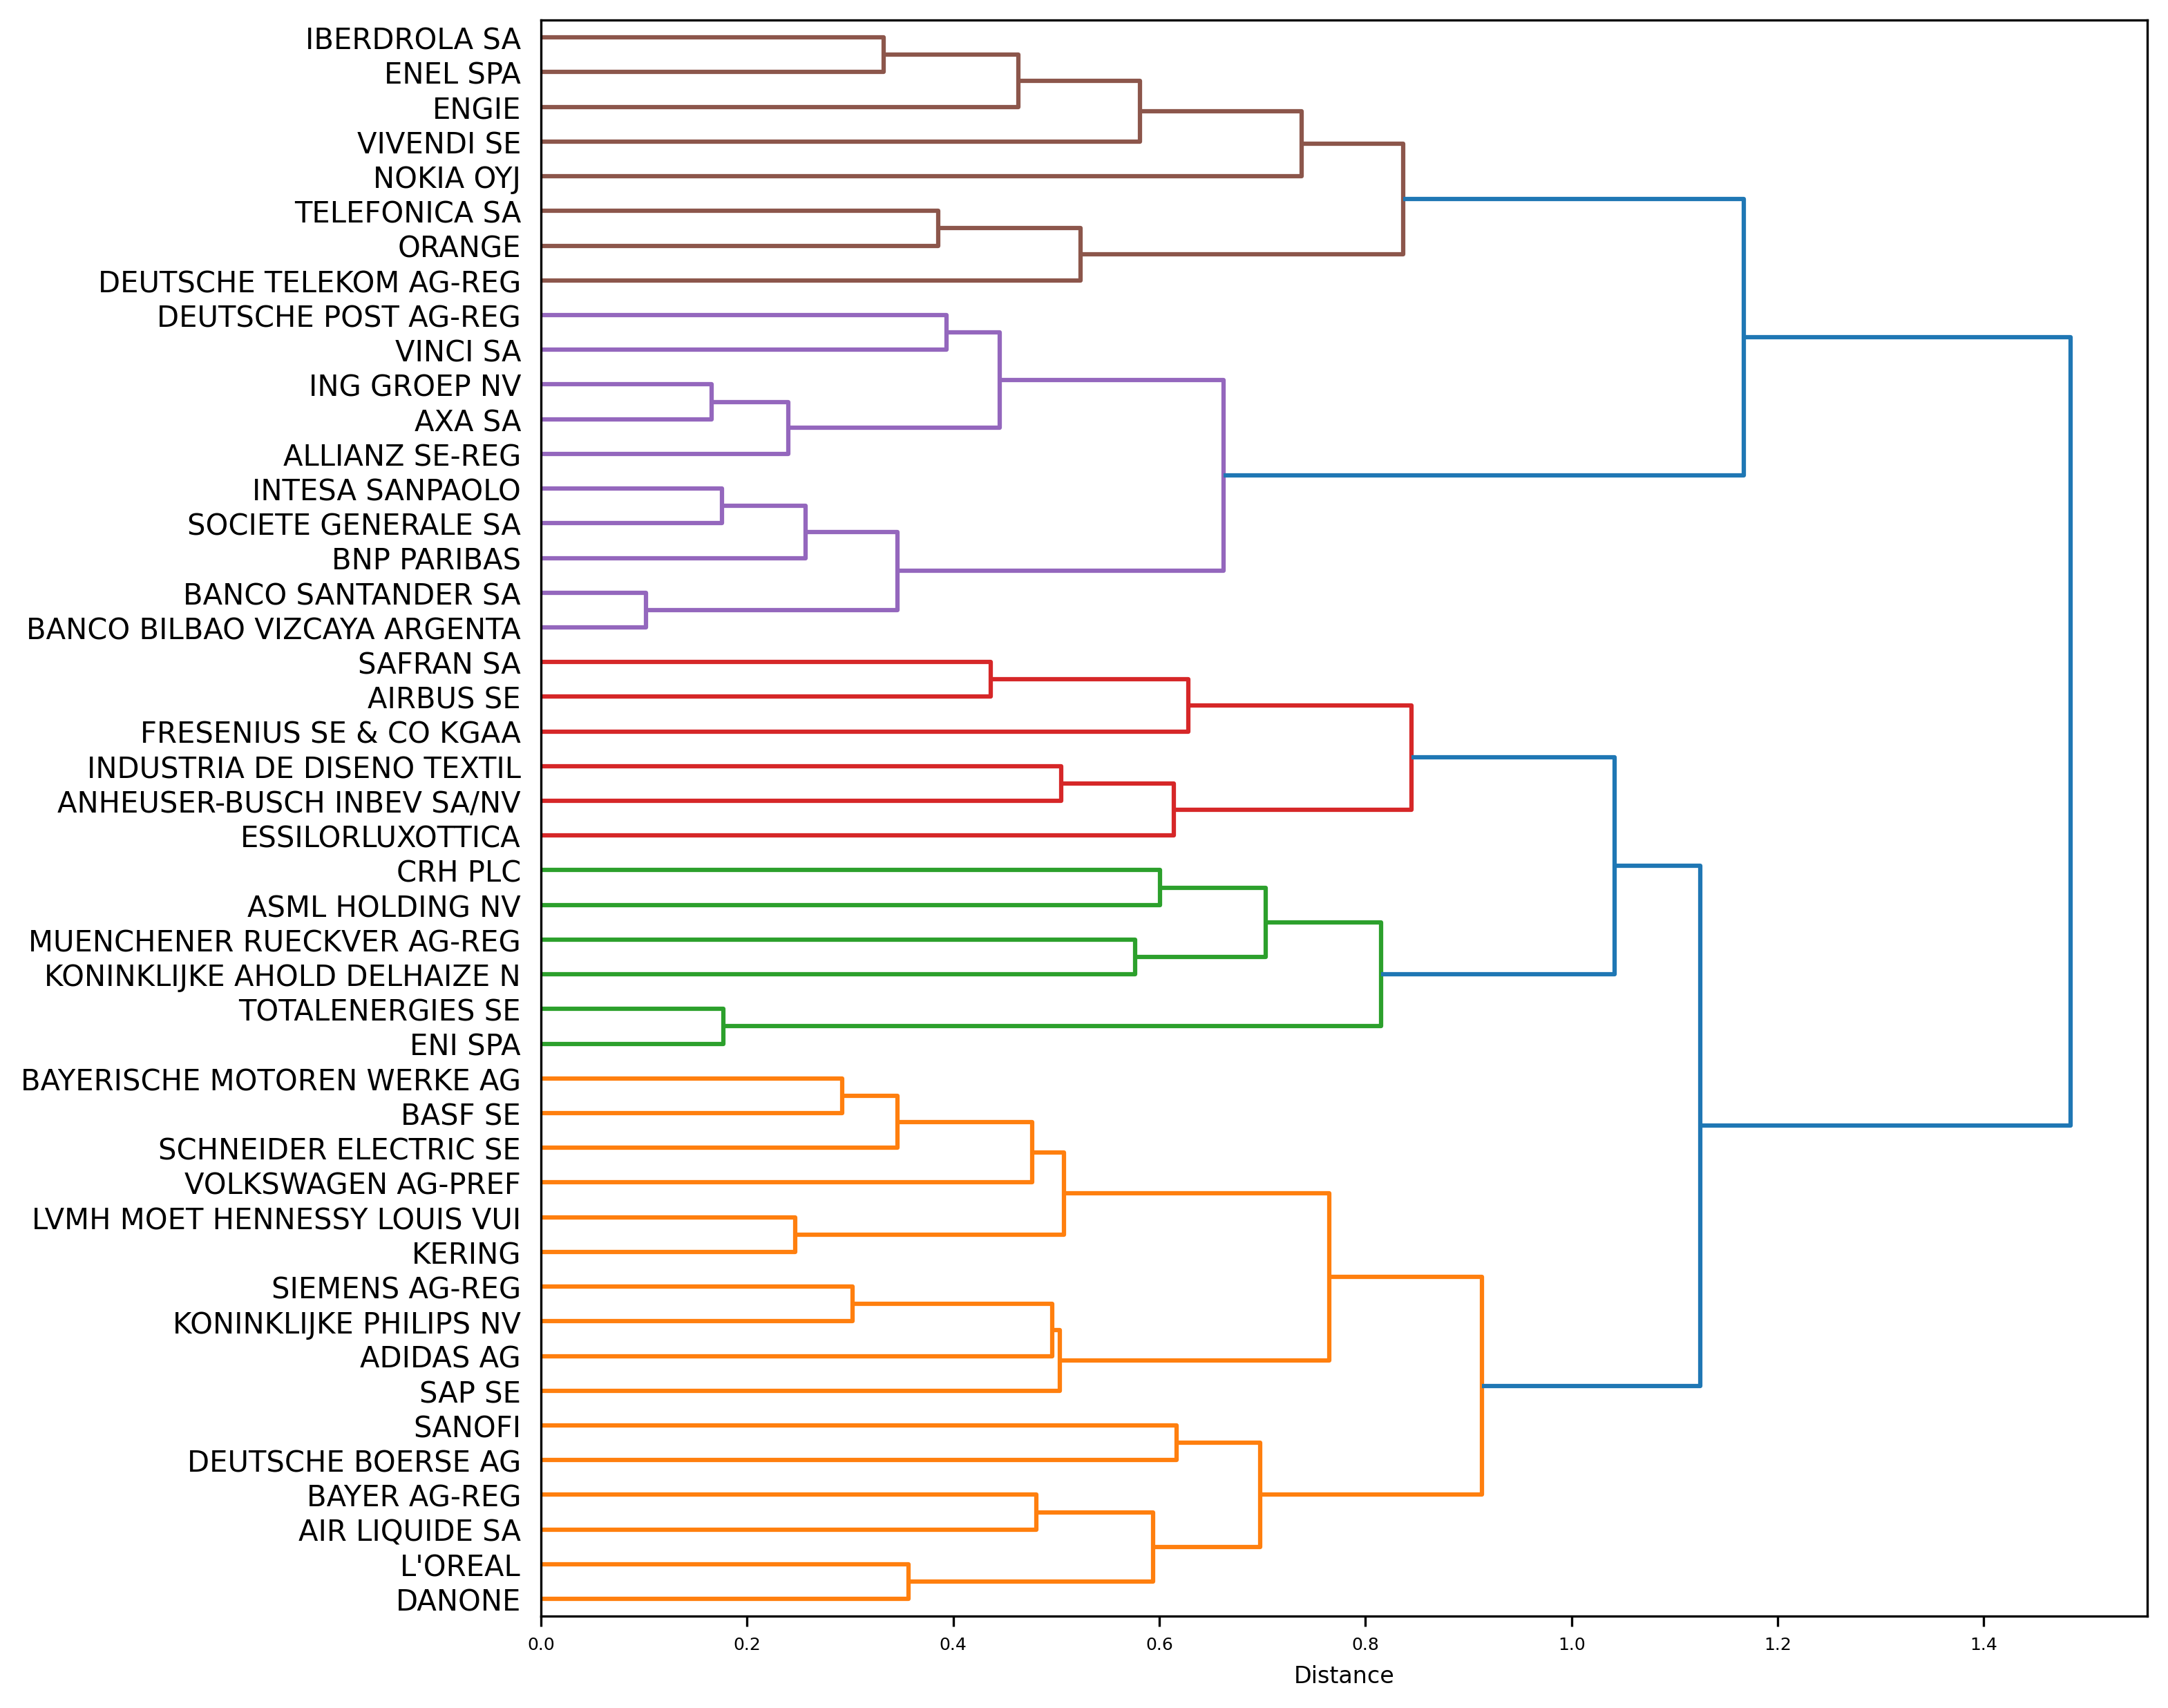 IBERDROLA SA
ENEL SPA
ENGIE
VIVENDI SE
NOKIA OYJ
TELEFONICA SA
ORANGE
DEUTSCHE TELEKOM AG-REG
DEUTSCHE POST AG-REG
VINCI SA
ING GROEP NV
AXA SA
ALLIANZ SE-REG
INTESA SANPAOLO
SOCIETE GENERALE SA
BNP PARIBAS
BANCO SANTANDER SA
BANCO BILBAO VIZCAYA ARGENTA
SAFRAN SA
AIRBUS SE
FRESENIUS SE & CO KGAA
INDUSTRIA DE DISENO TEXTIL
ANHEUSER-BUSCH INBEV SA/NV
ESSILORLUXOTTICA
CRH PLC
ASML HOLDING NV
MUENCHENER RUECKVER AG-REG
KONINKLIJKE AHOLD DELHAIZE N
TOTALENERGIES SE
ENI SPA
BAYERISCHE MOTOREN WERKE AG
BASF SE
SCHNEIDER ELECTRIC SE
VOLKSWAGEN AG-PREF
LVMH MOET HENNESSY LOUIS VUI
KERING
SIEMENS AG-REG
KONINKLIJKE PHILIPS NV
ADIDAS AG
SAP SE
SANOFI
DEUTSCHE BOERSE AG
BAYER AG-REG
AIR LIQUIDE SA
L'OREAL
DANONE
0.0 0.2 0.4 0.6 0.8 1.0 1.2 1.4
Distance